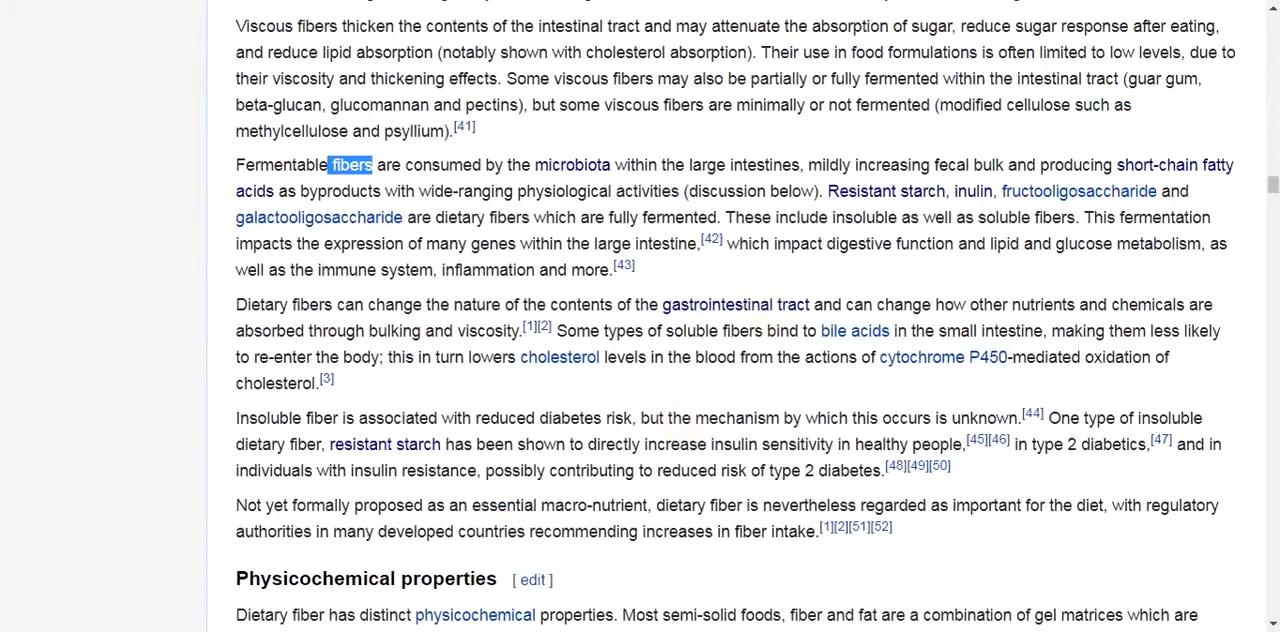 Viscous fibers thicken the contents of the intestinal tract and may attenuate the absorption of sugar, reduce sugar response after eating,
and reduce lipid absorption (notably shown with cholesterol absorption). Their use in food formulations is often limited to low levels, due to
their viscosity and thickening effects. Some viscous fibers may also be partially or fully fermented within the intestinal tract (guar gum,
beta-glucan, glucomannan and pectins), but some viscous fibers are minimally or not fermented (modified cellulose such as
methylcellulose and psyllium).[41]
Fermentable fibers are consumed by the microbiota within the large intestines, mildly increasing fecal bulk and producing short-chain fatty
acids as byproducts with wide-ranging physiological activities (discussion below). Resistant starch, inulin, fructooligosaccharide and
galactooligosaccharide are dietary fibers which are fully fermented. These include insoluble as well as soluble fibers. This fermentation
impacts the expression of many genes within the large intestine,[42] which impact digestive function and lipid and glucose metabolism, as
well as the immune system, inflammation and more.[43]
Dietary fibers can change the nature of the contents of the gastrointestinal tract and can change how other nutrients and chemicals are
absorbed through bulking and viscosity.[1][2] Some types of soluble fibers bind to bile acids in the small intestine, making them less likely
to re-enter the body; this in turn lowers cholesterol levels in the blood from the actions of cytochrome P450-mediated oxidation of
cholesterol.[3]
Insoluble fiber is associated with reduced diabetes risk, but the mechanism by which this occurs is unknown.[44] One type of insoluble
dietary fiber, resistant starch has been shown to directly increase insulin sensitivity in healthy people,[45][46] in type 2 diabetics,[47] and in
individuals with insulin resistance, possibly contributing to reduced risk of type 2 diabetes.[48][49][50]
Not yet formally proposed as an essential macro-nutrient, dietary fiber is nevertheless regarded as important for the diet, with regulatory
authorities in many developed countries recommending increases in fiber intake.[1][2][51][52]
Physicochemical properties [ edit ]
Dietary fiber has distinct physicochemical properties. Most semi-solid foods, fiber and fat are a combination of gel matrices which are